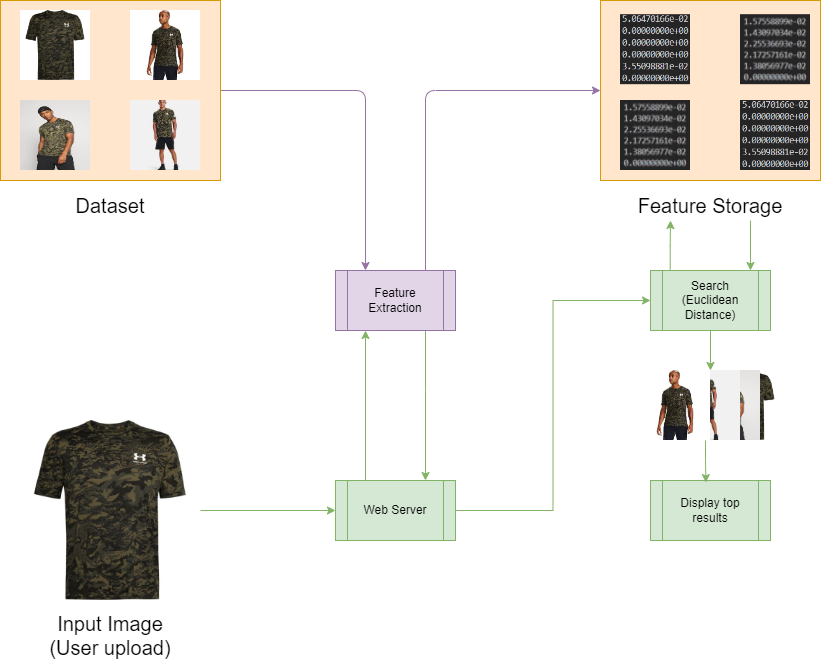 5.06470166e-02
0.00000000e+00
0.00000000e+00
0.00000000e+00
3.55098881e-02
0.00000000e+00
1.57558899e-02
1.43097034e-02
2.25536693e-02
2.17257161e-02
1.38056977e-02
0.00000000e+00
1.57558899e-02
1.43097034e-02
2.25536693e-02
2.17257161e-02
1.38056977e-02
0.00000000e+00
5.06470166e-02
0.00000000e+00
0.00000000e+00
0.00000000e+00
3.55098881e-02
0.00000000e+00
Dataset
Feature Storage
Feature
Extraction
Search
(Euclidean
Distance)
Web Server
Display top
results
Input Image
(User upload)